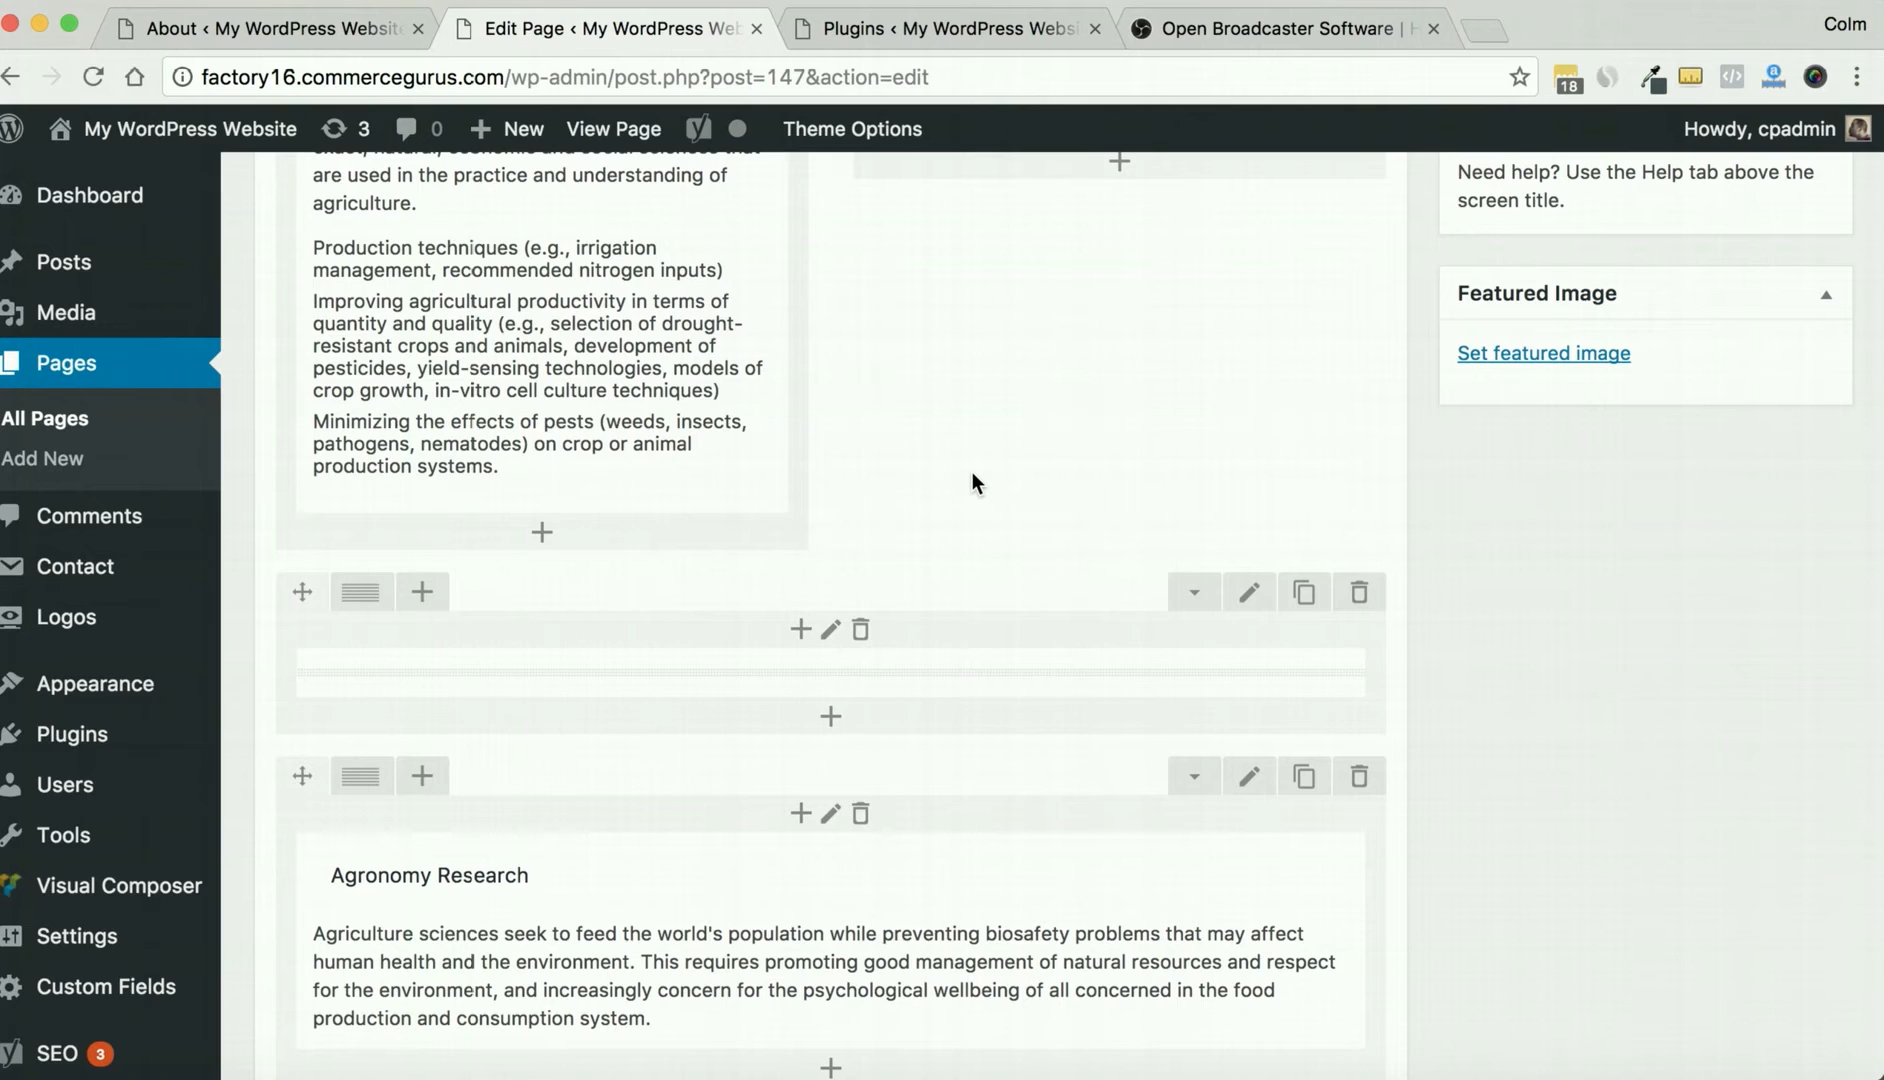 About ‹ My WordPress Website
Edit Page ‹ My WordPress Web
Plugins ‹ My WordPress Websi
Open Broadcaster Software |
Colm
factory16.commercegurus.com/wp-admin/post.php?post=147&action=edit
18
My WordPress Website
3
0
New
View Page
Theme Options
Howdy, cpadmin
Dashboard
Posts
Media
Pages
All Pages
Add New
Comments
Contact
Logos
Appearance
Plugins
Users
Tools
Visual Composer
Settings
Custom Fields
SEO 3
exact, natural, economic and social sciences that
are used in the practice and understanding of
agriculture.
Production techniques (e.g., irrigation
management, recommended nitrogen inputs)
Improving agricultural productivity in terms of
quantity and quality (e.g., selection of drought-
resistant crops and animals, development of
pesticides, yield-sensing technologies, models of
crop growth, in-vitro cell culture techniques)
Minimizing the effects of pests (weeds, insects,
pathogens, nematodes) on crop or animal
production systems.
Agronomy Research
Agriculture sciences seek to feed the world's population while preventing biosafety problems that may affect
human health and the environment. This requires promoting good management of natural resources and respect
for the environment, and increasingly concern for the psychological wellbeing of all concerned in the food
production and consumption system.
Need help? Use the Help tab above the
screen title.
Featured Image
Set featured image